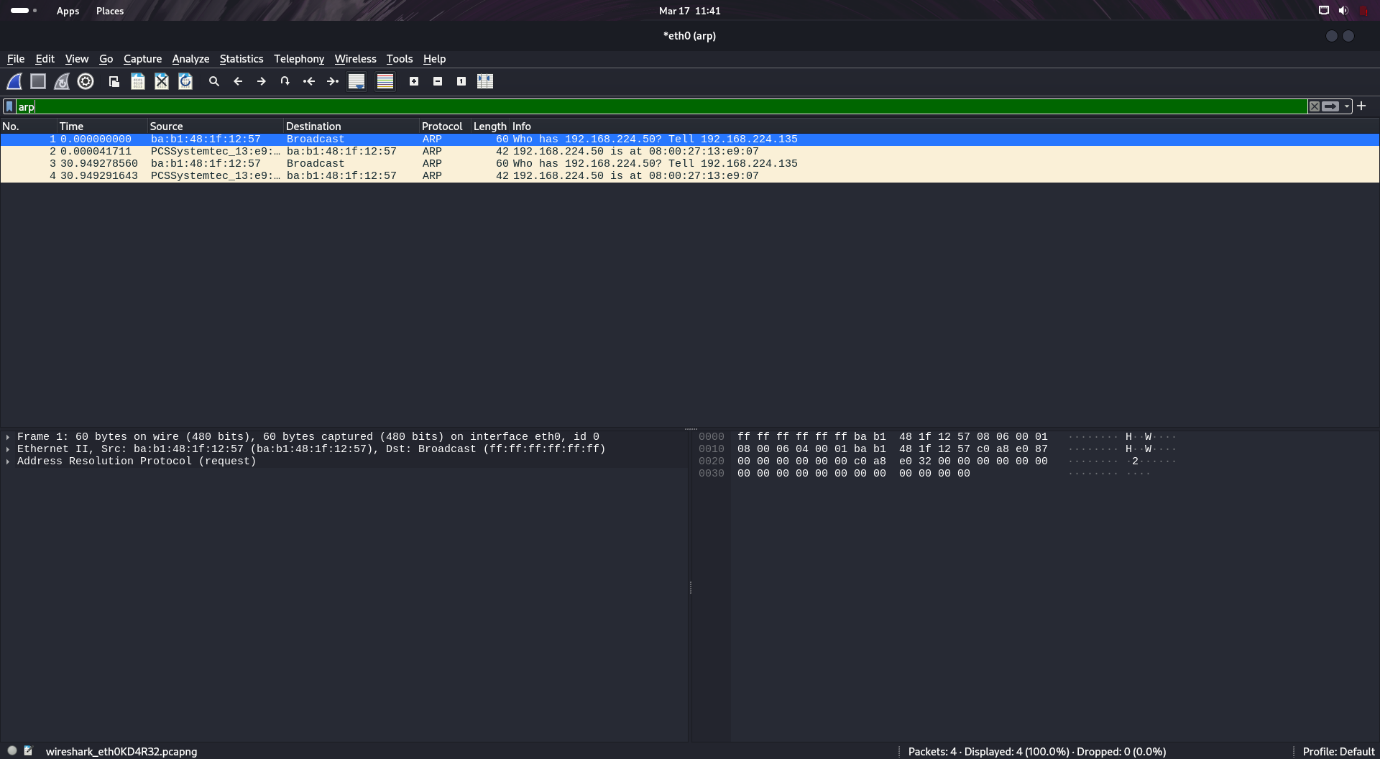 Apps Places Mar 17 11:41
*eth0 (arp)
File Edit View Go Capture Analyze Statistics Telephony Wireless Tools Help
arp
No. Time Source Destination Protocol Length Info
1 0.000000000 ba:b1:48:1f:12:57 Broadcast ARP 60 Who has 192.168.224.50? Tell 192.168.224.135
2 0.000041711 PCSSystemtec_13:e9:… ba:b1:48:1f:12:57 ARP 42 192.168.224.50 is at 08:00:27:13:e9:07
3 30.949278560 ba:b1:48:1f:12:57 Broadcast ARP 60 Who has 192.168.224.50? Tell 192.168.224.135
4 30.949291643 PCSSystemtec_13:e9:… ba:b1:48:1f:12:57 ARP 42 192.168.224.50 is at 08:00:27:13:e9:07
Frame 1: 60 bytes on wire (480 bits), 60 bytes captured (480 bits) on interface eth0, id 0
Ethernet II, Src: ba:b1:48:1f:12:57 (ba:b1:48:1f:12:57), Dst: Broadcast (ff:ff:ff:ff:ff:ff)
Address Resolution Protocol (request)
0000 ff ff ff ff ff ff ba b1 48 1f 12 57 08 06 00 01 ········ H··W····
0010 08 00 06 04 00 01 ba b1 48 1f 12 57 c0 a8 e0 87 ········ H··W····
0020 00 00 00 00 00 00 c0 a8 e0 32 00 00 00 00 00 00 ········ ·2······
0030 00 00 00 00 00 00 00 00 00 00 00 00 ········ ····
wireshark_eth0KD4R32.pcapng Packets: 4 · Displayed: 4 (100.0%) · Dropped: 0 (0.0%) Profile: Default